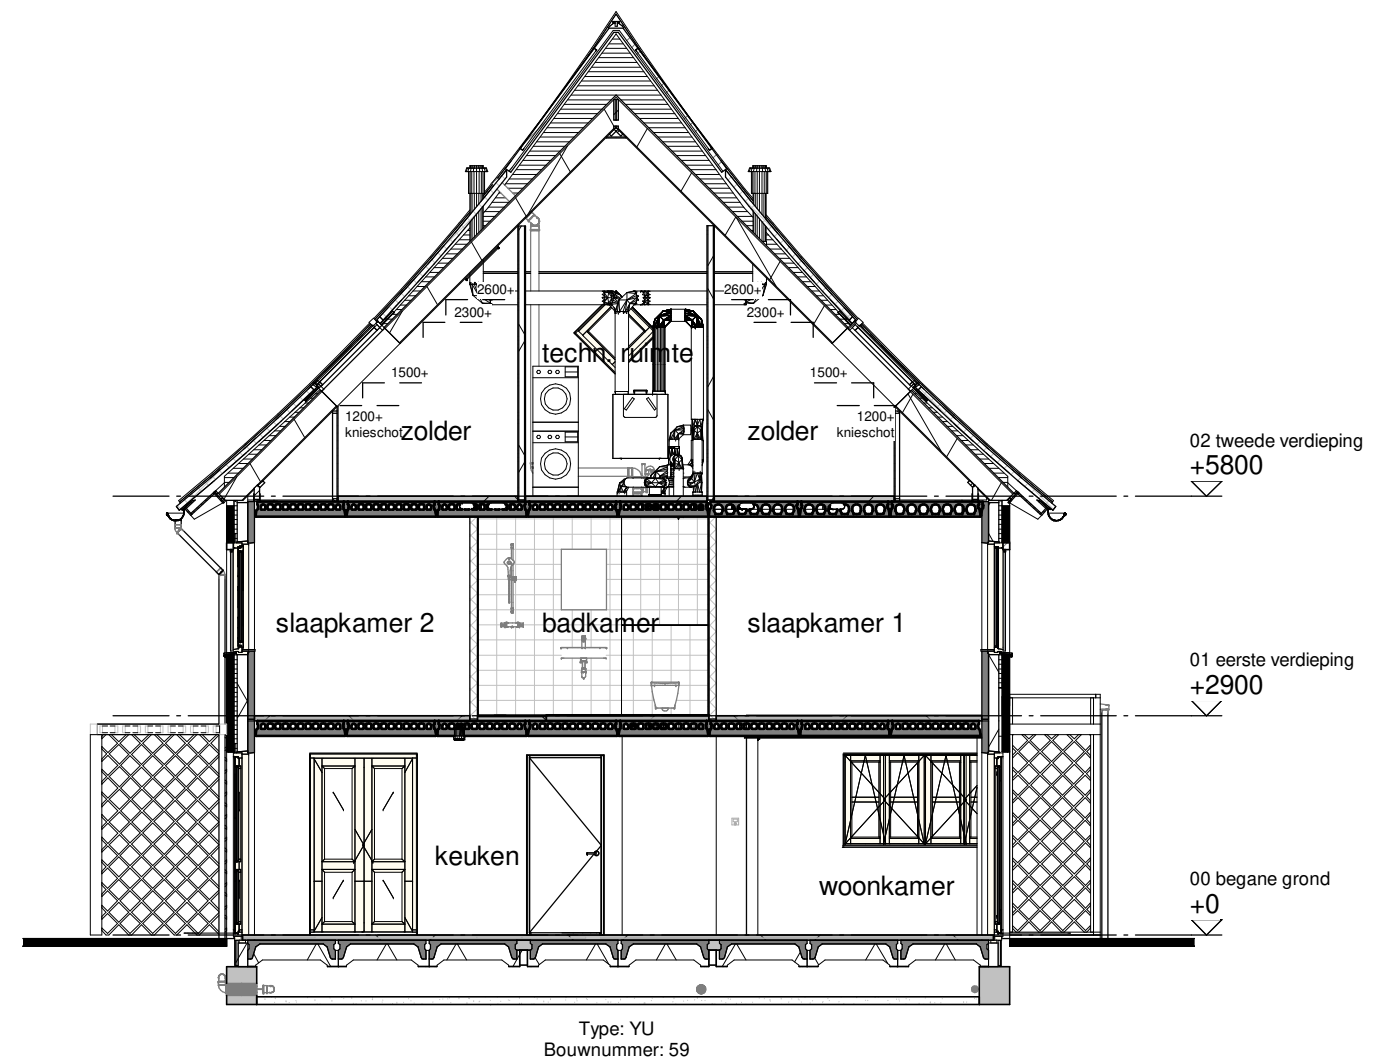 2600+
2600+
2300+
2300+
techn. ruimte
1500+
1500+
1200+
knieschot
zolder
zolder
1200+
knieschot
02 tweede verdieping
+5800
slaapkamer 2
badkamer
slaapkamer 1
01 eerste verdieping
+2900
keuken
woonkamer
00 begane grond
+0
Type: YU
Bouwnummer: 59